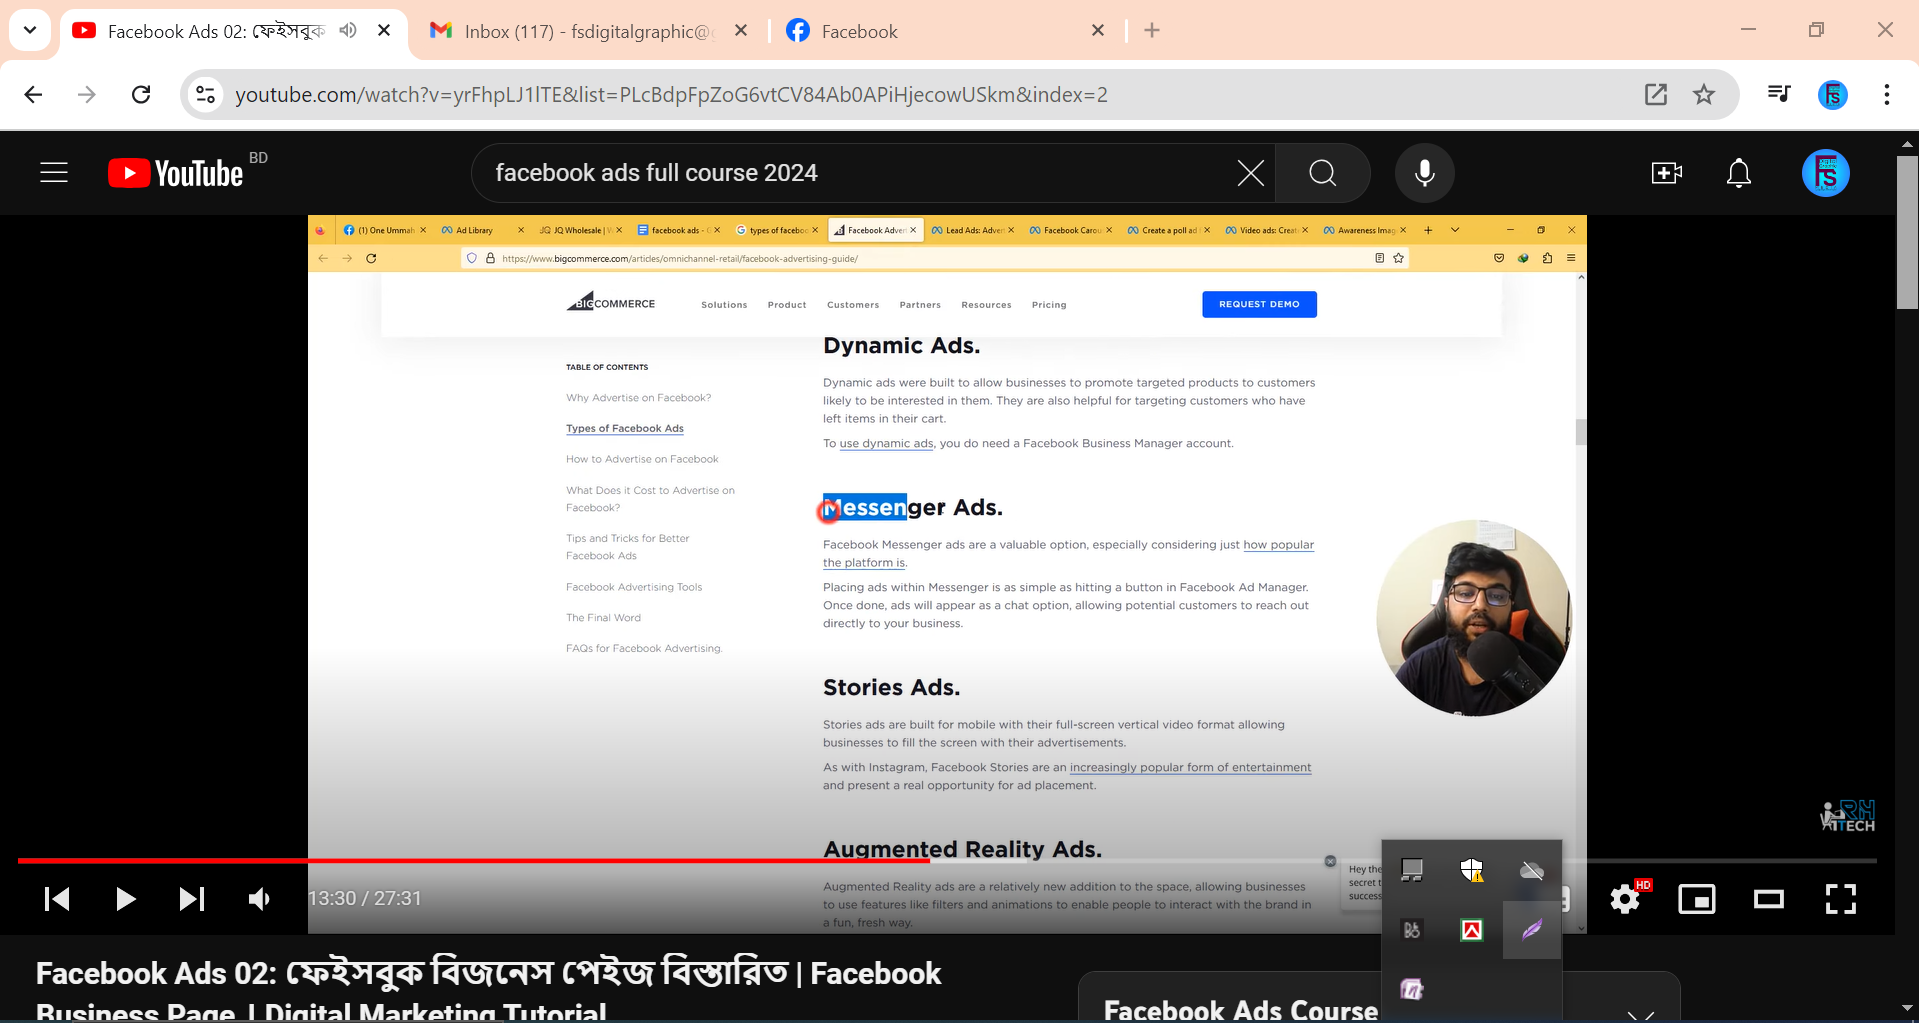 Facebook Ads 02: ফেইসবুক
Inbox (117) - fsdigitalgraphic@g
Facebook
youtube.com/watch?v=yrFhpLJ1lTE&list=PLcBdpFpZoG6vtCV84Ab0APiHjecowUSkm&index=2
YouTube BD
facebook ads full course 2024
(1) One Ummah
Ad Library
JQ JQ Wholesale | W
facebook ads - G
types of faceboo
Facebook Adver
Lead Ads: Adver
Facebook Carou
Create a poll ad
Video ads: Creat
Awareness Imag
https://www.bigcommerce.com/articles/omnichannel-retail/facebook-advertising-guide/
BIGCOMMERCE
Solutions Product Customers Partners Resources Pricing
REQUEST DEMO
TABLE OF CONTENTS
Why Advertise on Facebook?
Types of Facebook Ads
How to Advertise on Facebook
What Does it Cost to Advertise on
Facebook?
Tips and Tricks for Better
Facebook Ads
Facebook Advertising Tools
The Final Word
FAQs for Facebook Advertising.
Dynamic Ads.
Dynamic ads were built to allow businesses to promote targeted products to customers
likely to be interested in them. They are also helpful for targeting customers who have
left items in their cart.
To use dynamic ads, you do need a Facebook Business Manager account.
Messenger Ads.
Facebook Messenger ads are a valuable option, especially considering just how popular
the platform is.
Placing ads within Messenger is as simple as hitting a button in Facebook Ad Manager.
Once done, ads will appear as a chat option, allowing potential customers to reach out
directly to your business.
Stories Ads.
Stories ads are built for mobile with their full-screen vertical video format allowing
businesses to fill the screen with their advertisements.
As with Instagram, Facebook Stories are an increasingly popular form of entertainment
and present a real opportunity for ad placement.
Augmented Reality Ads.
Augmented Reality ads are a relatively new addition to the space, allowing businesses
to use features like filters and animations to enable people to interact with the brand in
a fun, fresh way.
Hey the
secret t
success
RH
ITECH
13:30 / 27:31
HD
Facebook Ads 02: ফেইসবুক বিজনেস পেইজ বিস্তারিত | Facebook
Business Page | Digital Marketing Tutorial
Facebook Ads Course